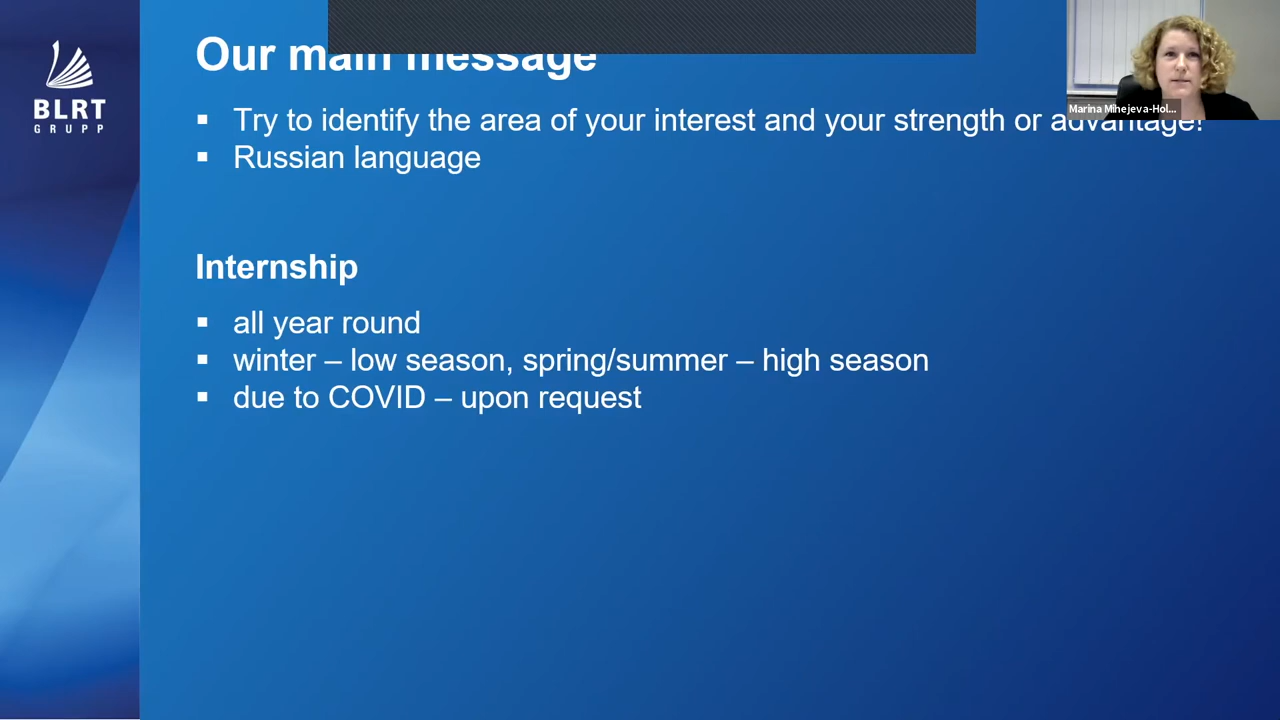 BLRT
GRUPP
Our main message
▪ Try to identify the area of your interest and your strength or advantage!
▪ Russian language
Internship
▪ all year round
▪ winter – low season, spring/summer – high season
▪ due to COVID – upon request
Marina Mihejeva-Hol...